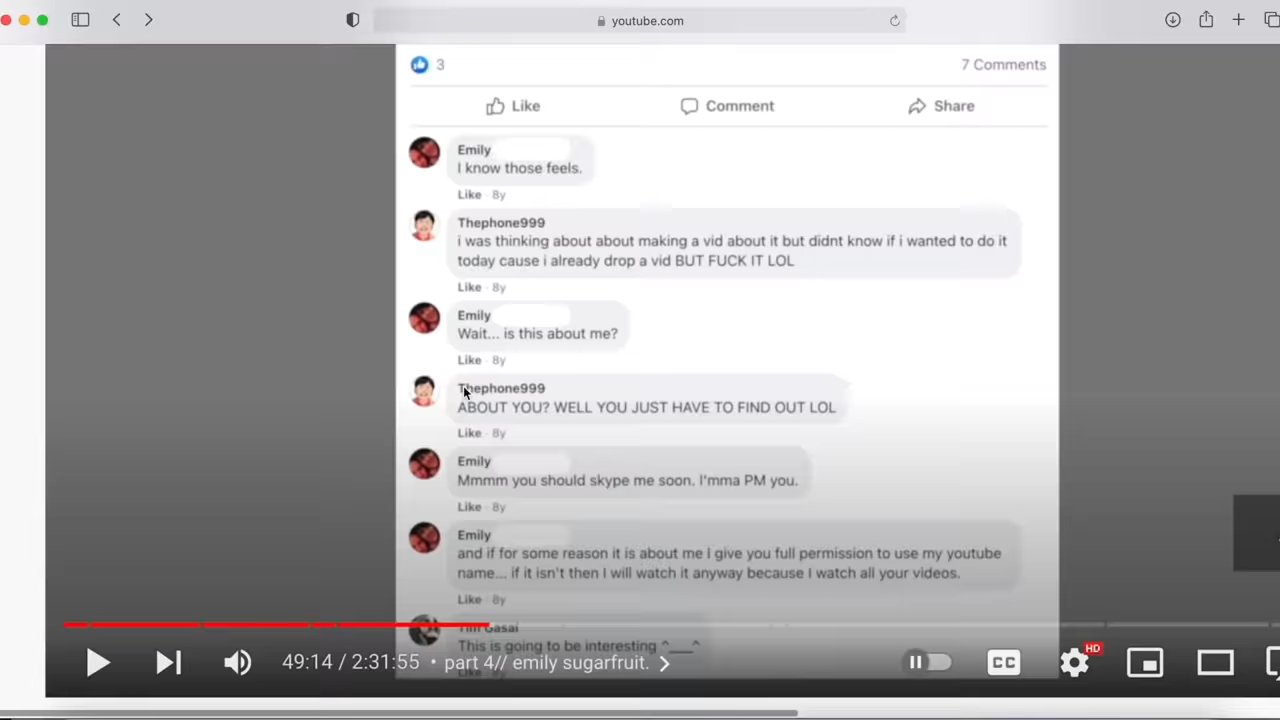 youtube.com
3 7 Comments
Like Comment Share
Emily
I know those feels.
Like · 8y
Thephone999
i was thinking about about making a vid about it but didnt know if i wanted to do it
today cause i already drop a vid BUT FUCK IT LOL
Like · 8y
Emily
Wait... is this about me?
Like · 8y
Thephone999
ABOUT YOU? WELL YOU JUST HAVE TO FIND OUT LOL
Like · 8y
Emily
Mmmm you should skype me soon. I'mma PM you.
Like · 8y
Emily
and if for some reason it is about me I give you full permission to use my youtube
name... if it isn't then I will watch it anyway because I watch all your videos.
Like · 8y
Tim Gasai
This is going to be interesting ^___^
49:14 / 2:31:55 • part 4// emily sugarfruit. CC HD